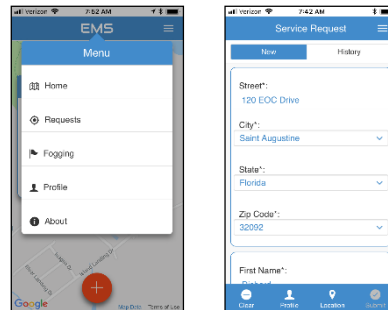 verizon 7:52 AM
EMS
Menu
Home
Requests
Fogging
Profile
About
Google
Map Data Terms of Use
verizon 7:42 AM
Service Request
New History
Street*:
120 EOC Drive
City*:
Saint Augustine
State*:
Florida
Zip Code*:
32092
First Name*:
Richard
Clear Profile Location Submit